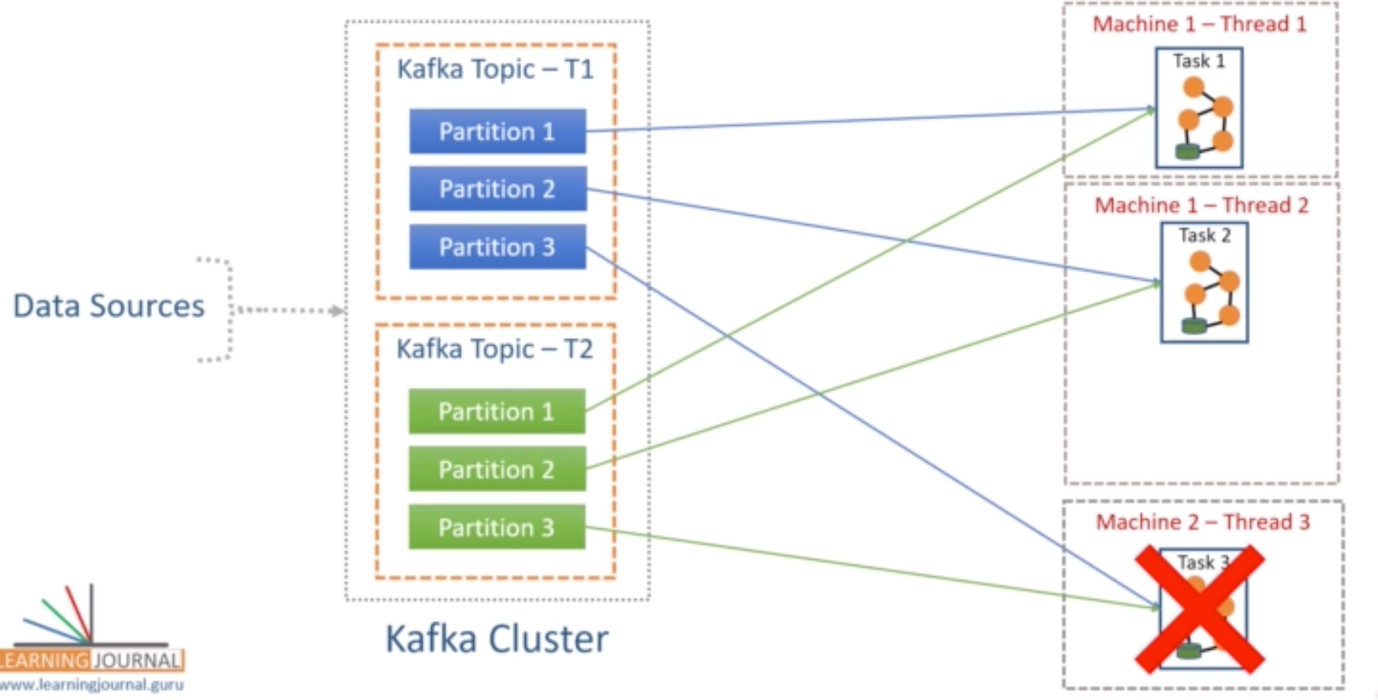 Data Sources
Kafka Topic – T1
Partition 1
Partition 2
Partition 3
Kafka Topic – T2
Partition 1
Partition 2
Partition 3
Kafka Cluster
Machine 1 – Thread 1
Task 1
Machine 1 – Thread 2
Task 2
Machine 2 – Thread 3
Task 3
LEARNING JOURNAL
www.learningjournal.guru